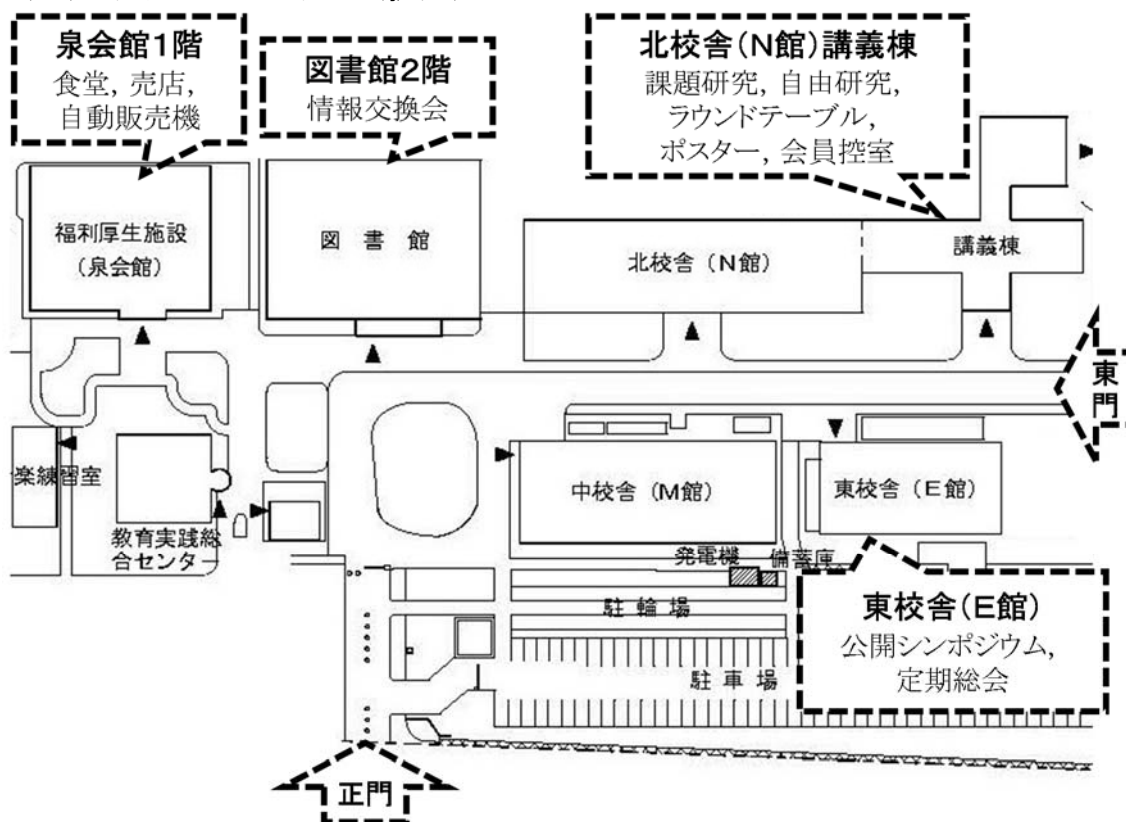 泉会館1階
食堂, 売店,
自動販売機
図書館2階
情報交換会
北校舎(N館)講義棟
課題研究, 自由研究,
ラウンドテーブル,
ポスター, 会員控室
福利厚生施設
(泉会館)
図 書 館
北校舎(N館)
講義棟
東
門
楽練習室
教育実践総
合センター
中校舎(M館)
東校舎(E館)
発電機
備蓄庫
駐 輪 場
駐 車 場
東校舎(E館)
公開シンポジウム,
定期総会
正門